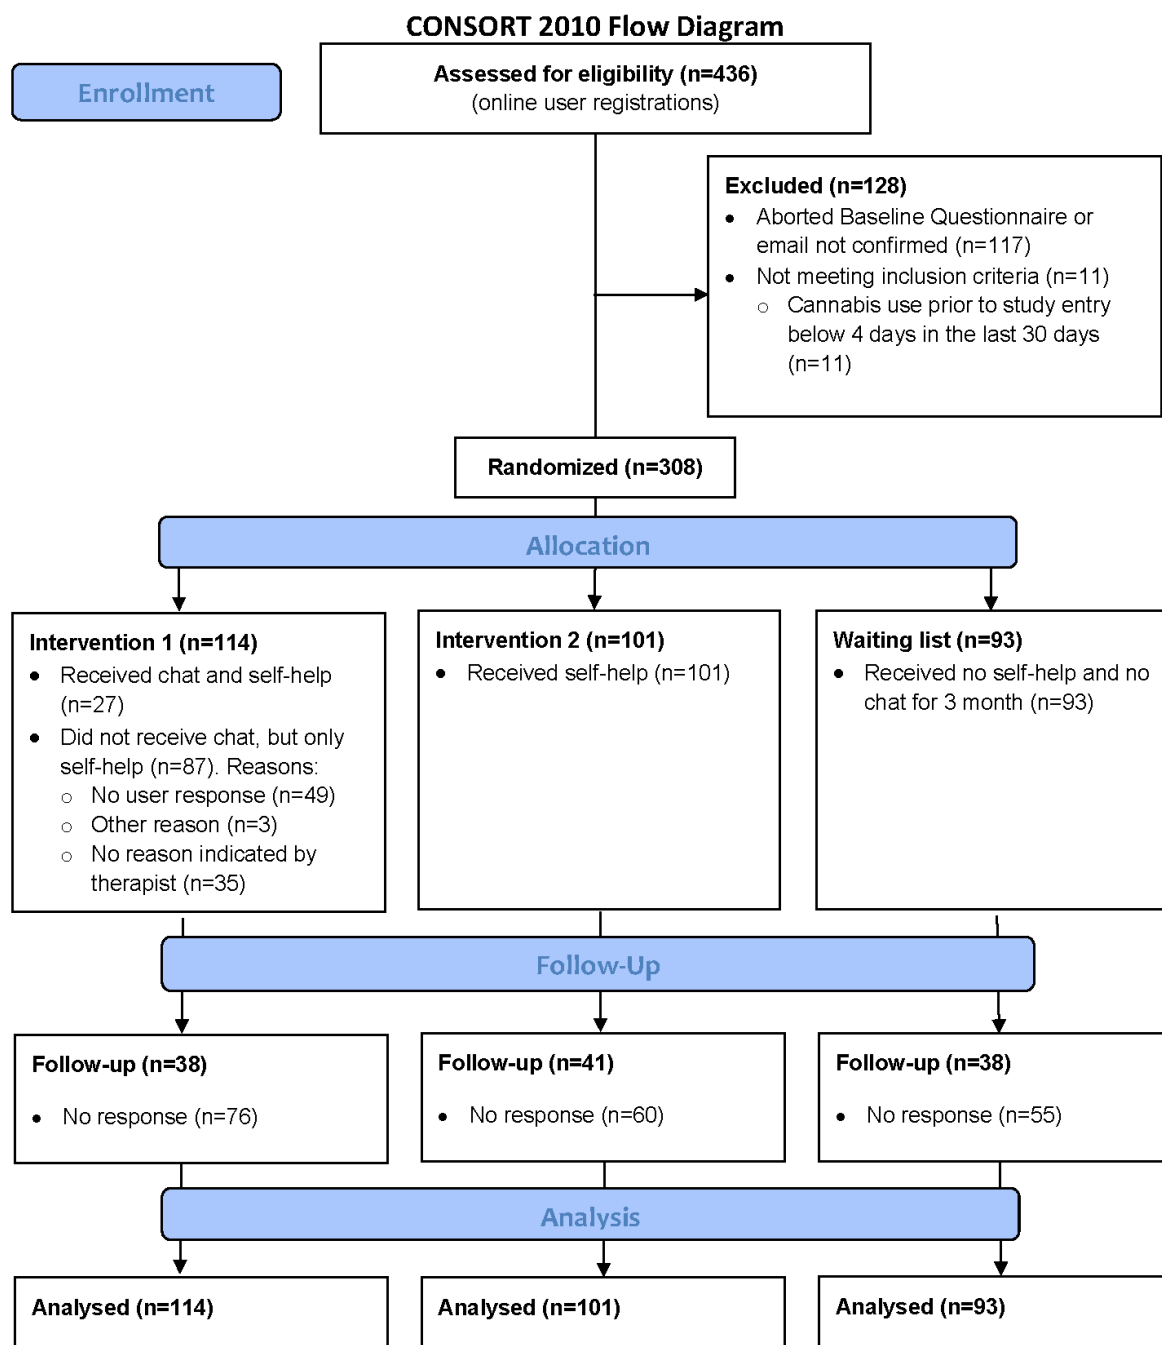 CONSORT 2010 Flow Diagram
Enrollment
Assessed for eligibility (n=436)
(online user registrations)
Excluded (n=128)
• Aborted Baseline Questionnaire or
email not confirmed (n=117)
• Not meeting inclusion criteria (n=11)
○ Cannabis use prior to study entry
below 4 days in the last 30 days
(n=11)
Randomized (n=308)
Allocation
Intervention 1 (n=114)
• Received chat and self-help
(n=27)
• Did not receive chat, but only
self-help (n=87). Reasons:
○ No user response (n=49)
○ Other reason (n=3)
○ No reason indicated by
therapist (n=35)
Intervention 2 (n=101)
• Received self-help (n=101)
Waiting list (n=93)
• Received no self-help and no
chat for 3 month (n=93)
Follow-Up
Follow-up (n=38)
• No response (n=76)
Follow-up (n=41)
• No response (n=60)
Follow-up (n=38)
• No response (n=55)
Analysis
Analysed (n=114)
Analysed (n=101)
Analysed (n=93)